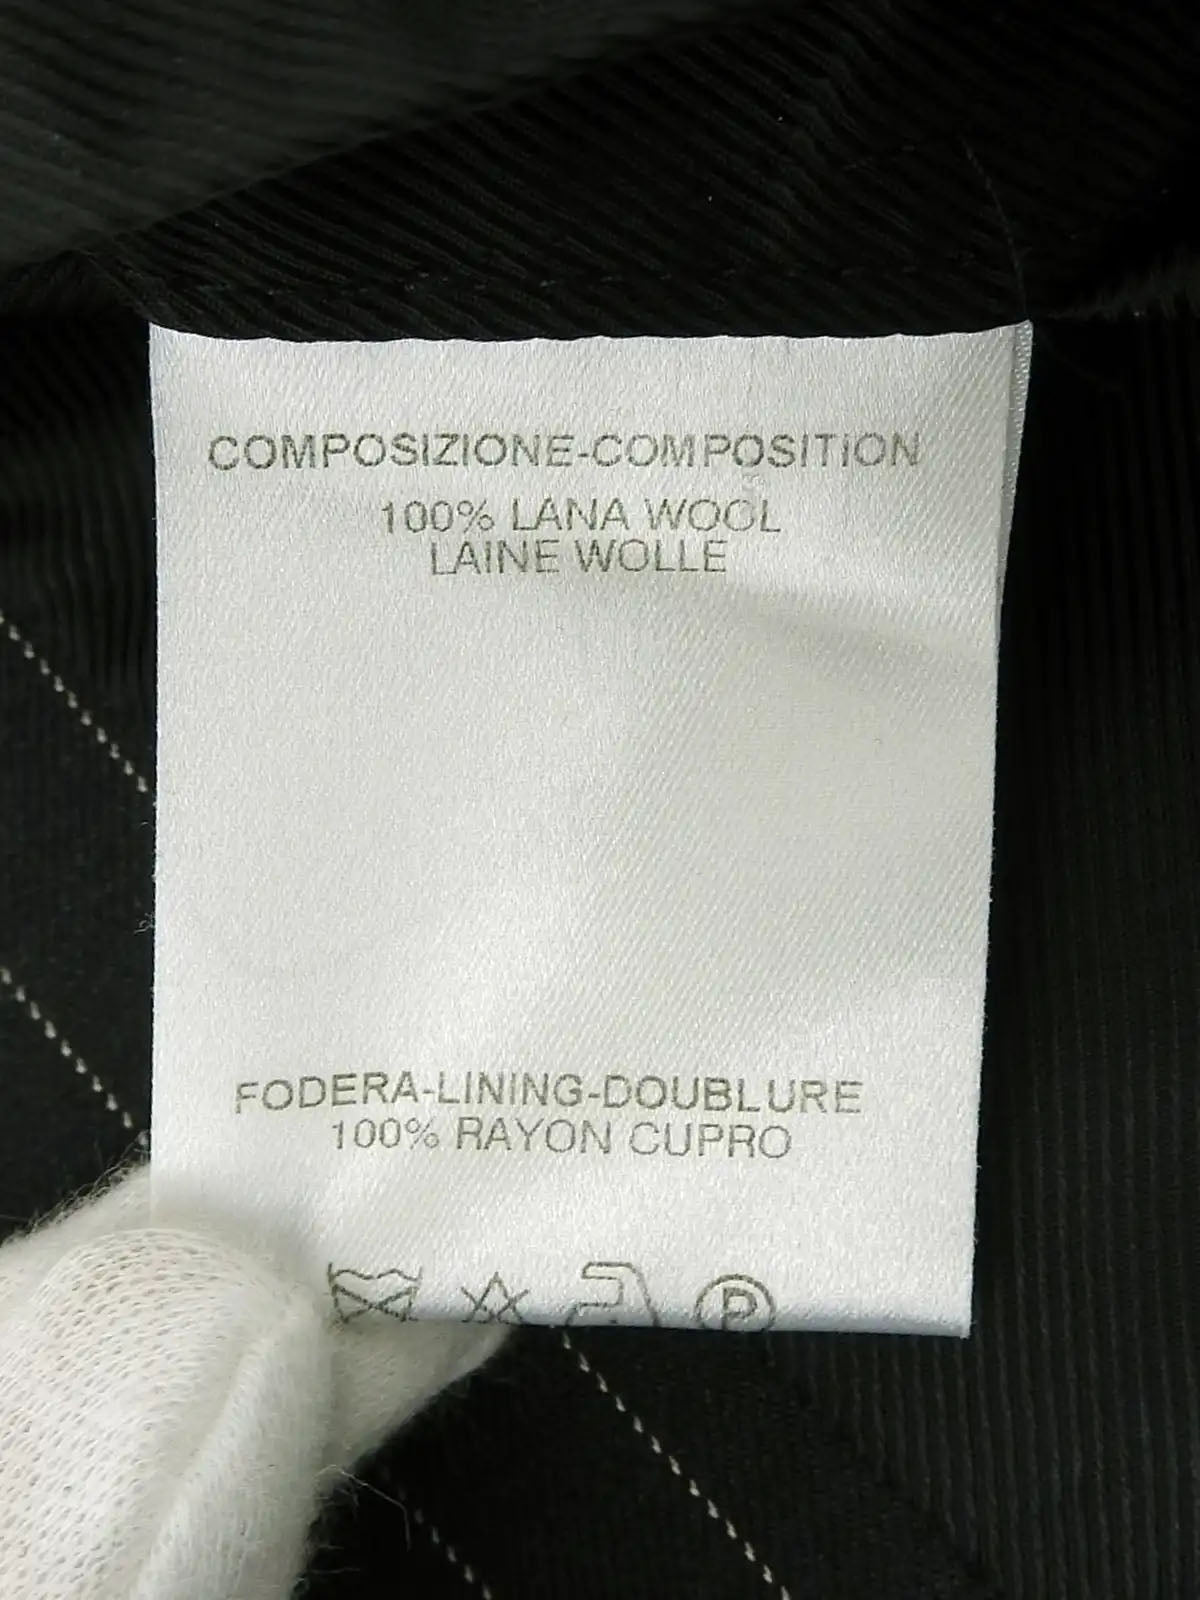 COMPOSIZIONE-COMPOSITION
100% LANA WOOL
LAINE WOLLE
FODERA-LINING-DOUBLURE
100% RAYON CUPRO
P